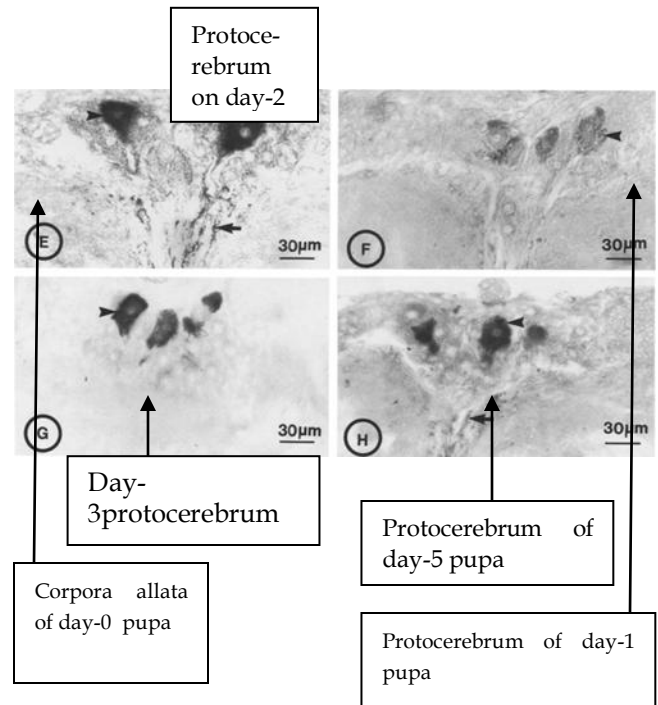 Protoce-
rebrum
on day-2
E
30µm
F
30µm
G
30µm
H
30µm
Day-
3protocerebrum
Protocerebrum of
day-5 pupa
Corpora allata
of day-0 pupa
Protocerebrum of day-1
pupa